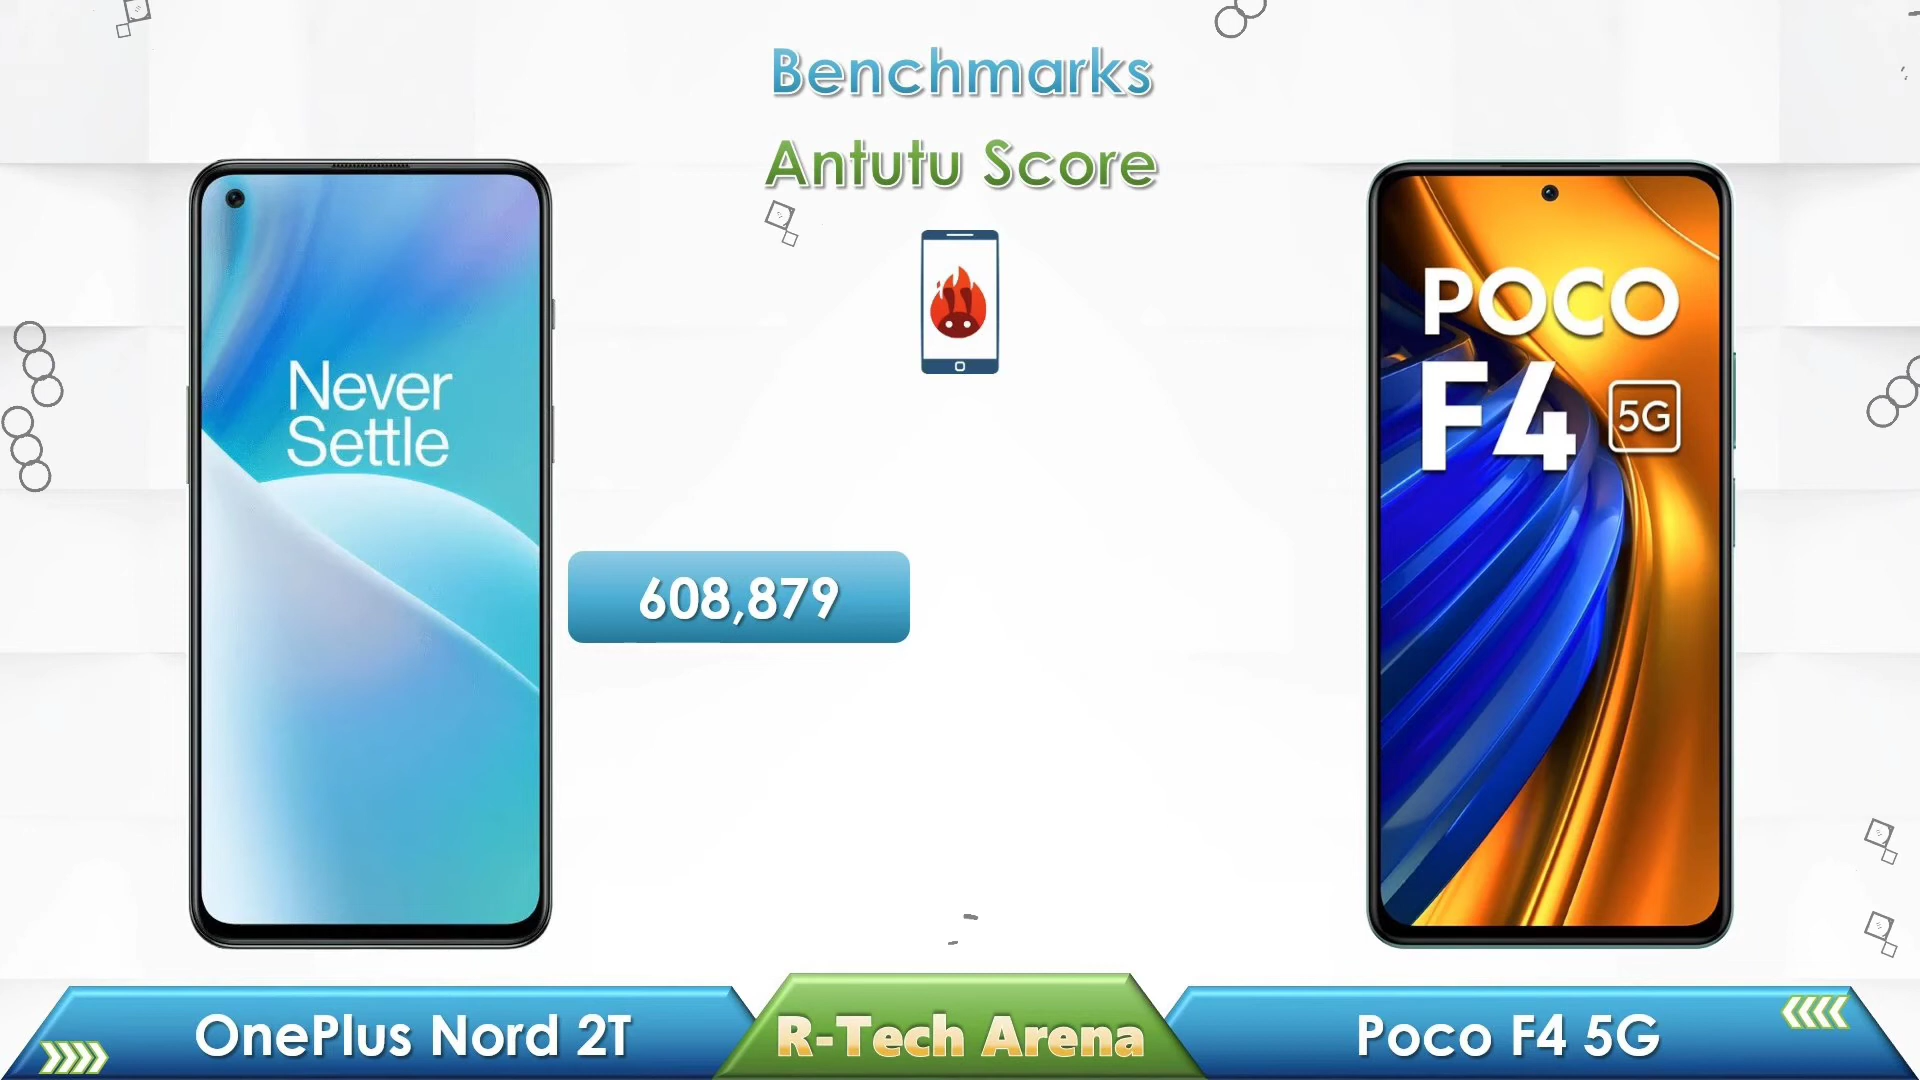 Benchmarks
Antutu Score
Never
Settle
POCO
F4 5G
608,879
OnePlus Nord 2T
R-Tech Arena
Poco F4 5G